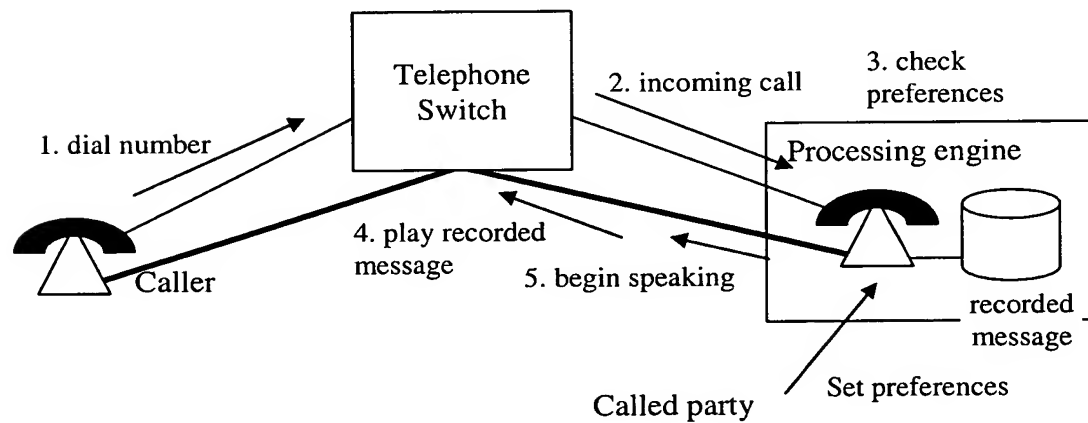 Telephone
Switch
2. incoming call
3. check
preferences
1. dial number
Processing engine
4. play recorded
message
5. begin speaking
Caller
recorded
message
Set preferences
Called party